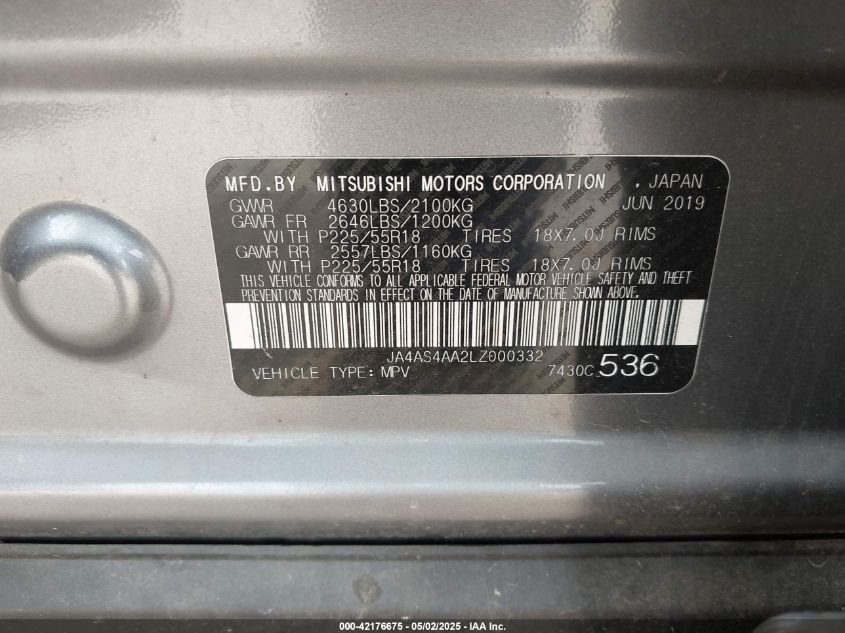 MFD.BY MITSUBISHI MOTORS CORPORATION , JAPAN
GVWR 4630LBS/2100KG JUN 2019
GAWR FR 2646LBS/1200KG
WITH P225/55R18 TIRES 18X7.0J RIMS
GAWR RR 2557LBS/1160KG
WITH P225/55R18 TIRES 18X7.0J RIMS
THIS VEHICLE CONFORMS TO ALL APPLICABLE FEDERAL MOTOR VEHICLE SAFETY AND THEFT
PREVENTION STANDARDS IN EFFECT ON THE DATE OF MANUFACTURE SHOWN ABOVE.
JA4AS4AA2LZ000332
VEHICLE TYPE: MPV 7430C 536
000-42176675 - 05/02/2025 - IAA Inc.